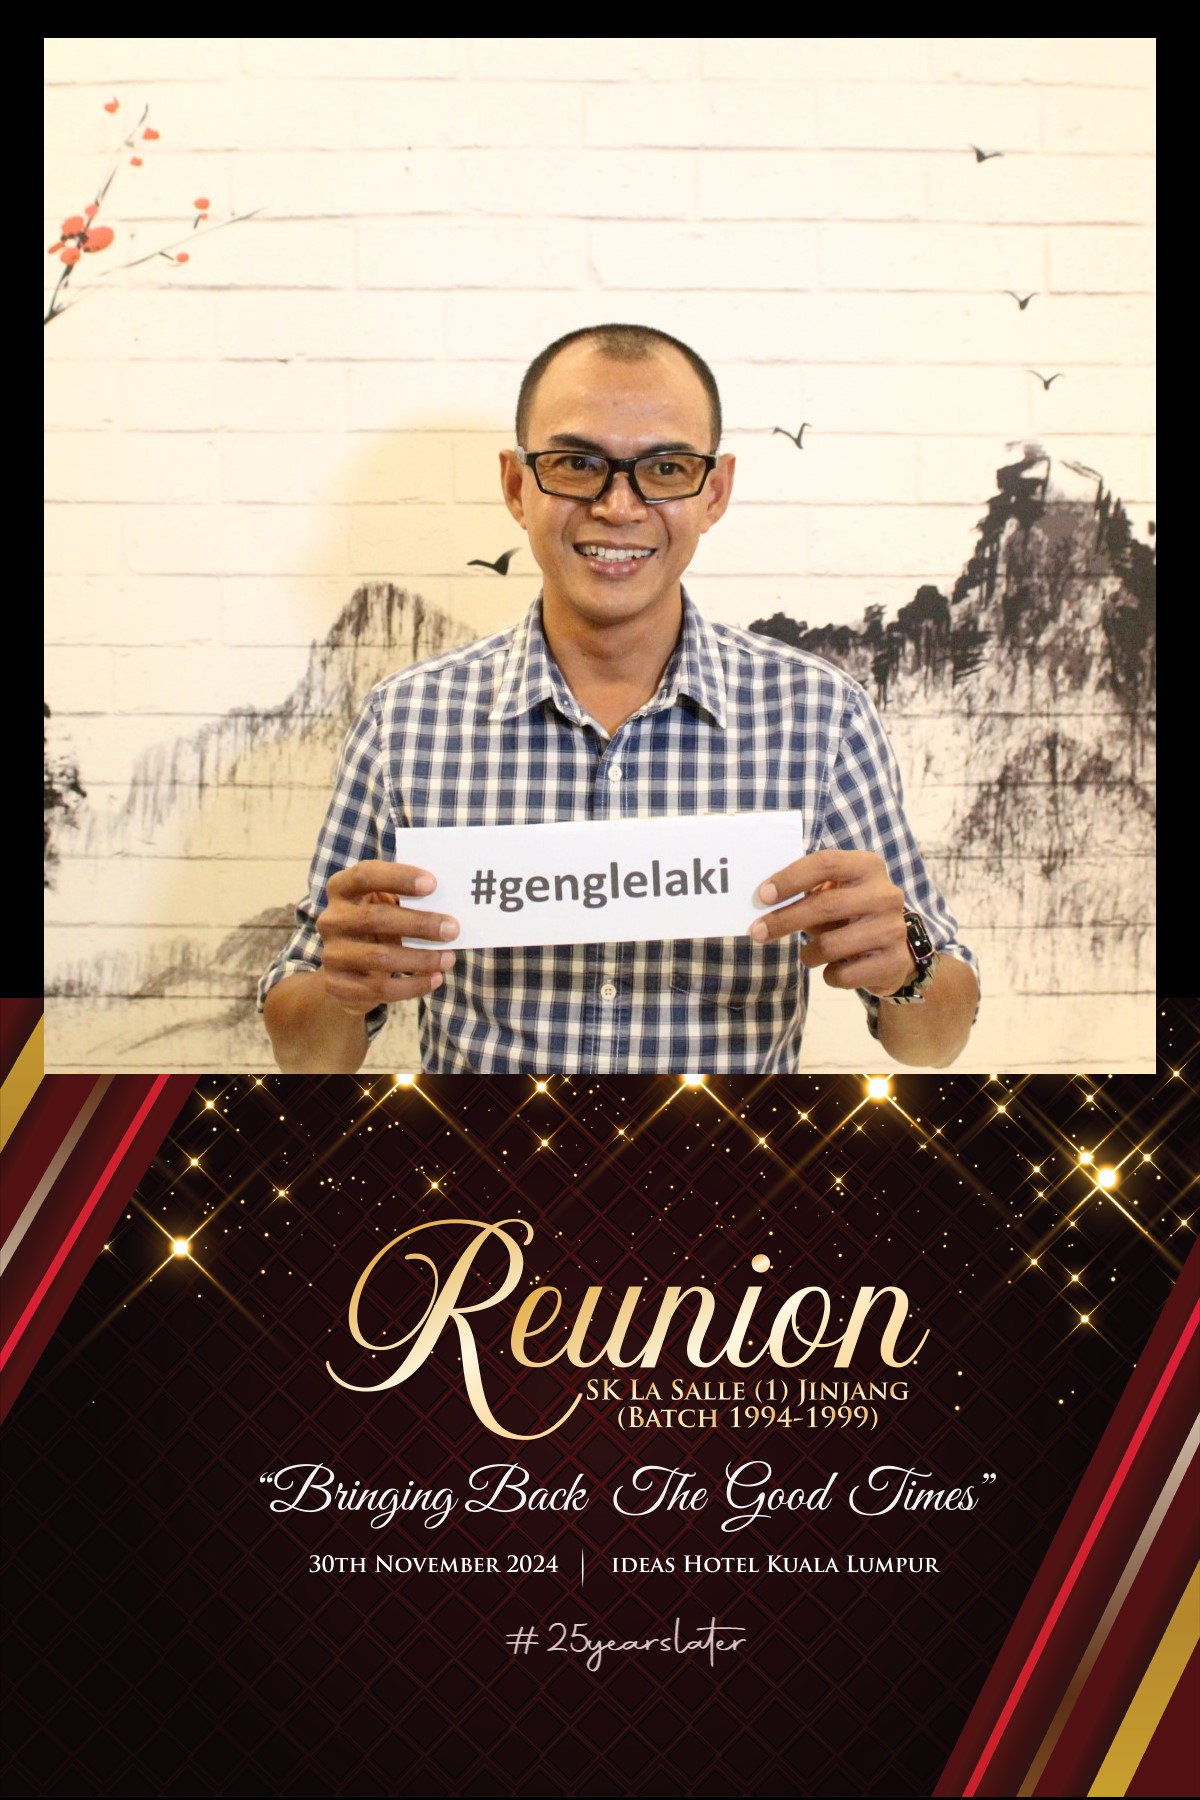 #genglelaki
Reunion
SK La Salle (1) Jinjang
(Batch 1994-1999)
“Bringing Back The Good Times”
30th November 2024 | ideas Hotel Kuala Lumpur
#25yearslater